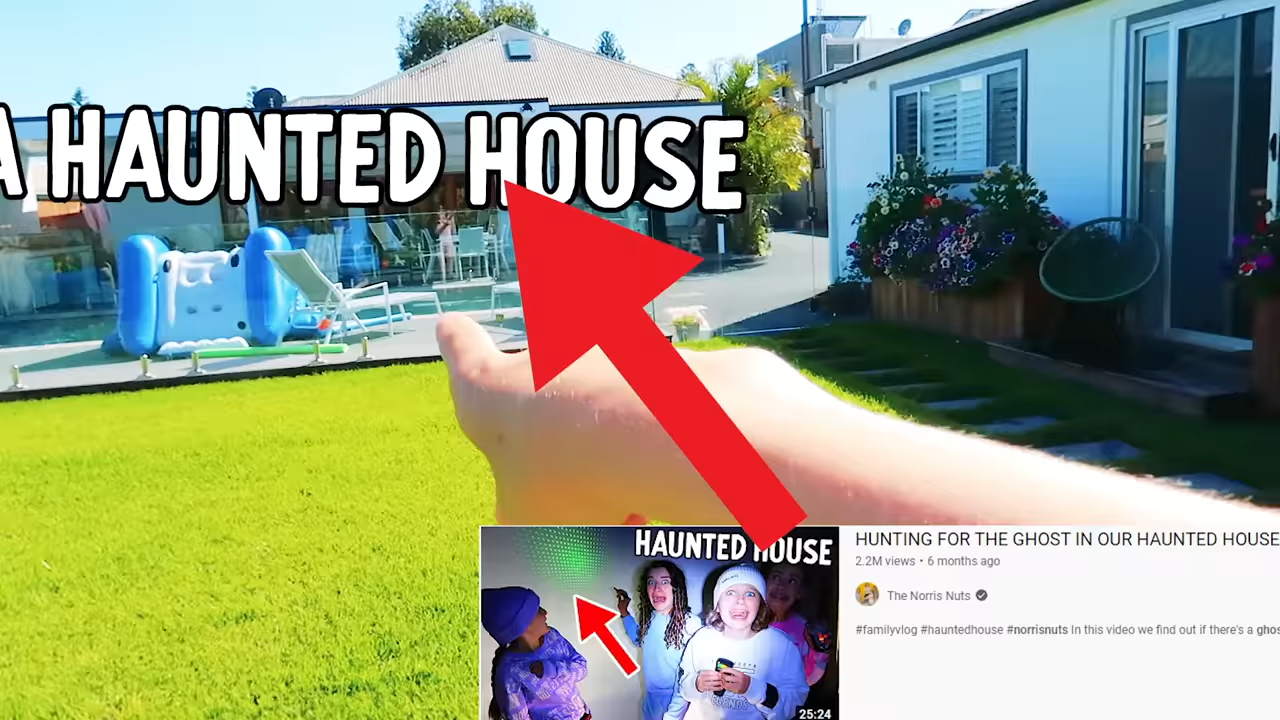 A HAUNTED HOUSE
HAUNTED HOUSE
25:24
HUNTING FOR THE GHOST IN OUR HAUNTED HOUSE
2.2M views • 6 months ago
The Norris Nuts
#familyvlog #hauntedhouse #norrisnuts In this video we find out if there's a ghos